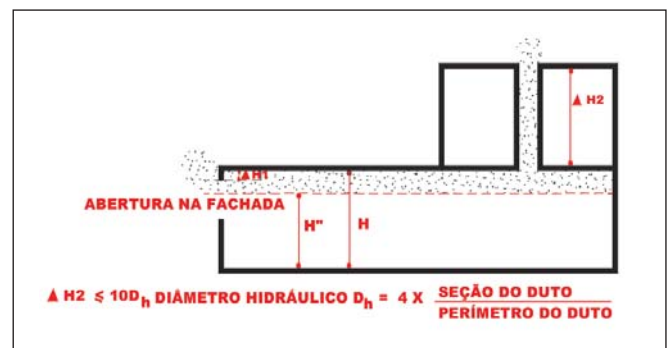 ▲ H2
▲ H1
ABERTURA NA FACHADA
H"
H
▲ H2 ≤ 10Dh DIÂMETRO HIDRÁULICO Dh = 4 X SEÇÃO DO DUTO
PERÍMETRO DO DUTO